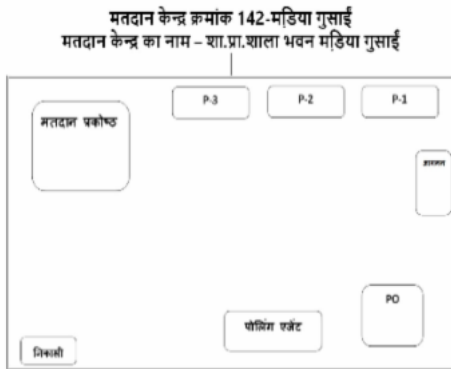 मतदान केन्द्र क्रमांक 142-मडिया गुसाई
मतदान केन्द्र का नाम – शा.प्रा.शाला भवन मडिया गुसाई
P-3
P-2
P-1
मतदान प्रकोष्ठ
PO
पोलिंग एजेंट
निकासी